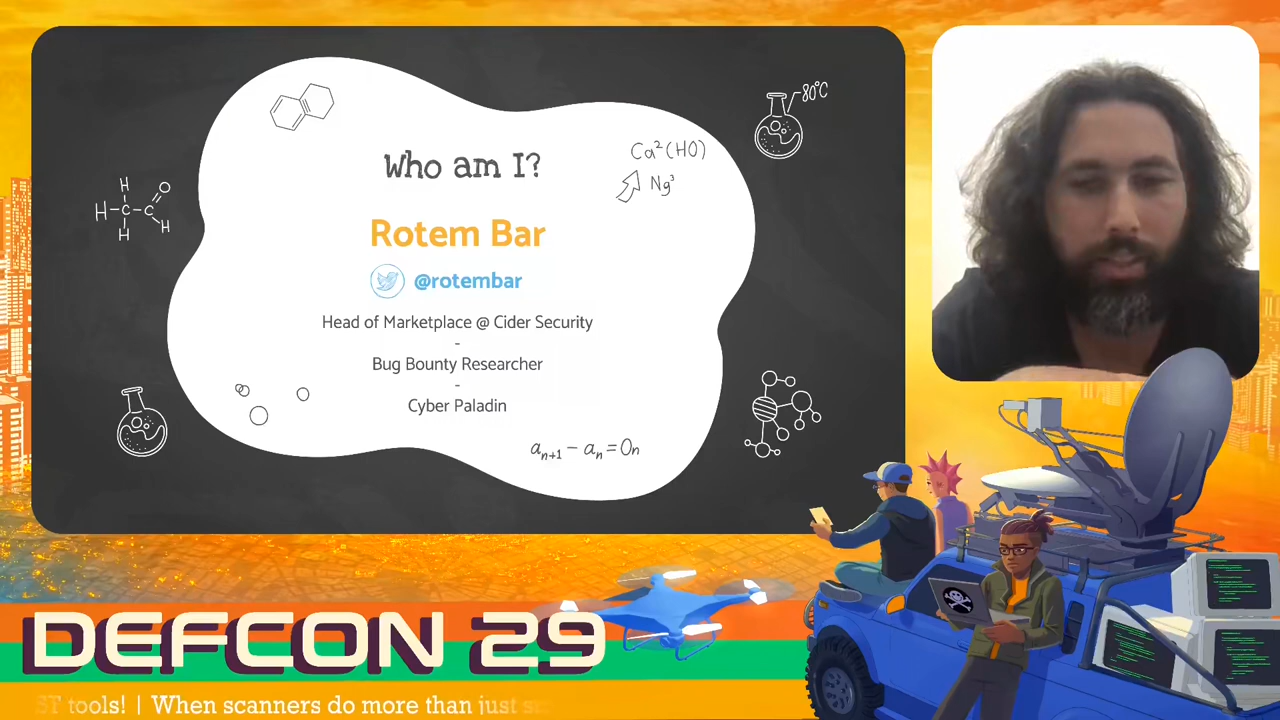 80°C
Ca²(HO)
Ng³
Who am I?
H
O
H-C-C
H
H
Rotem Bar
@rotembar
Head of Marketplace @ Cider Security
-
Bug Bounty Researcher
-
Cyber Paladin
aₙ₊₁ - aₙ = 0n
DEFCON 29
ST tools! | When scanners do more than just